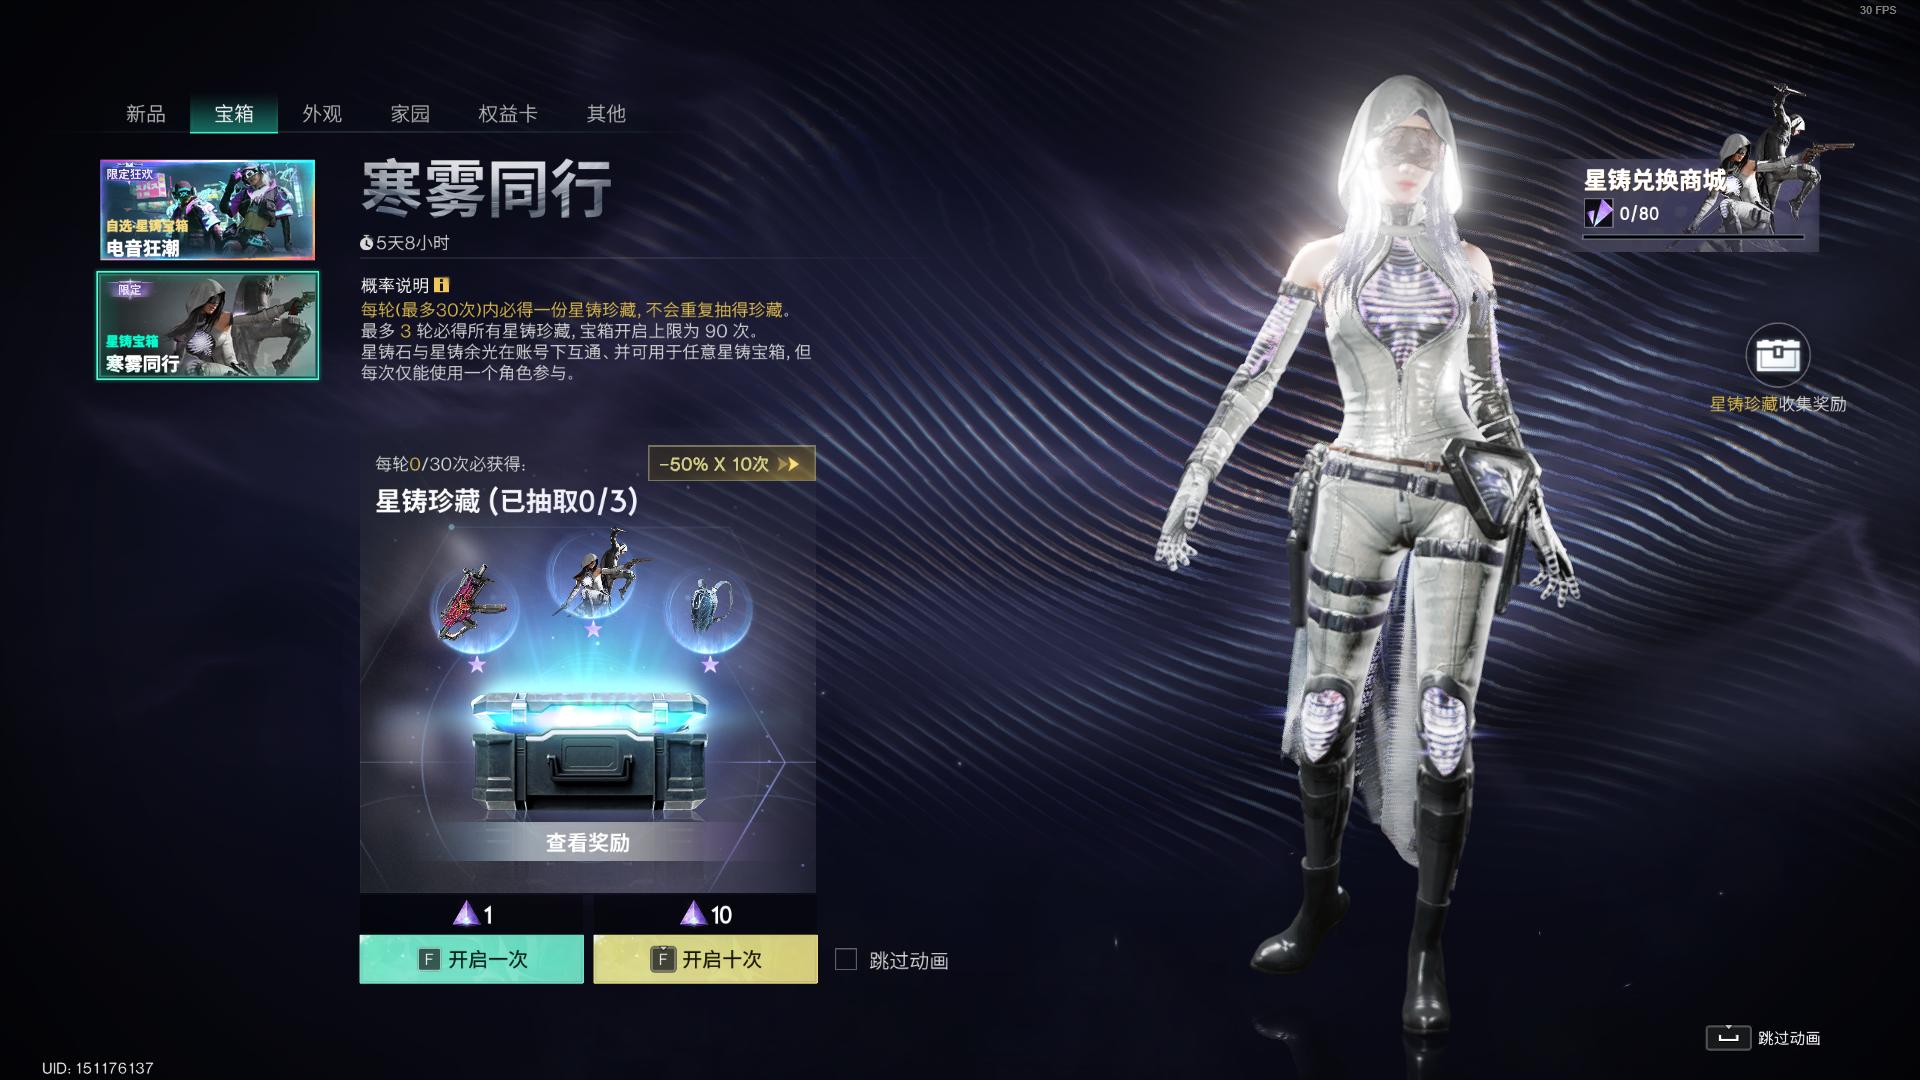 30 FPS
新品
宝箱
外观
家园
权益卡
其他
限定狂欢
自选·星铸宝箱
电音狂潮
限定
星铸宝箱
寒雾同行
寒雾同行
5天8小时
概率说明
每轮(最多30次)内必得一份星铸珍藏, 不会重复抽得珍藏。
最多 3 轮必得所有星铸珍藏, 宝箱开启上限为 90 次。
星铸石与星铸余光在账号下互通、并可用于任意星铸宝箱, 但
每次仅能使用一个角色参与。
每轮0/30次必获得:
-50% X 10次
星铸珍藏 (已抽取0/3)
查看奖励
1
10
F 开启一次
F 开启十次
跳过动画
星铸兑换商城
0/80
星铸珍藏收集奖励
跳过动画
UID: 151176137